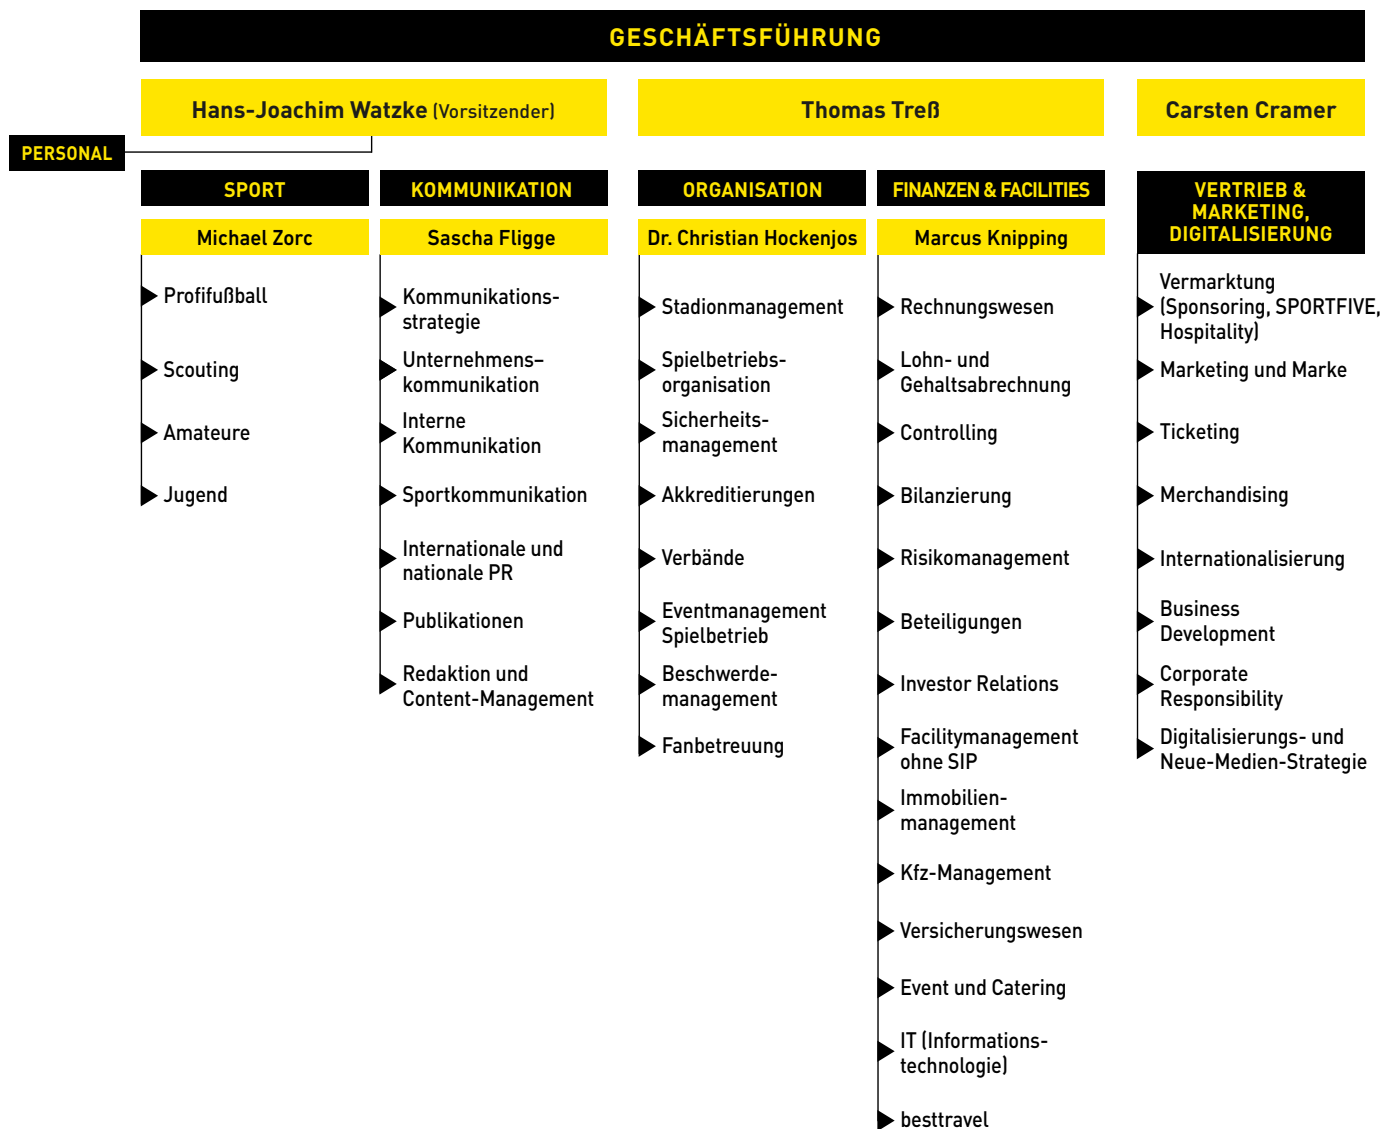 GESCHÄFTSFÜHRUNG
Hans-Joachim Watzke (Vorsitzender)
Thomas Treß
Carsten Cramer
PERSONAL
SPORT
Michael Zorc
Profifußball
Scouting
Amateure
Jugend
KOMMUNIKATION
Sascha Fligge
Kommunikations-
strategie
Unternehmens–
kommunikation
Interne
Kommunikation
Sportkommunikation
Internationale und
nationale PR
Publikationen
Redaktion und
Content-Management
ORGANISATION
Dr. Christian Hockenjos
Stadionmanagement
Spielbetriebs-
organisation
Sicherheits-
management
Akkreditierungen
Verbände
Eventmanagement
Spielbetrieb
Beschwerde-
management
Fanbetreuung
FINANZEN & FACILITIES
Marcus Knipping
Rechnungswesen
Lohn- und
Gehaltsabrechnung
Controlling
Bilanzierung
Risikomanagement
Beteiligungen
Investor Relations
Facilitymanagement
ohne SIP
Immobilien-
management
Kfz-Management
Versicherungswesen
Event und Catering
IT (Informations-
technologie)
besttravel
VERTRIEB &
MARKETING,
DIGITALISIERUNG
Vermarktung
(Sponsoring, SPORTFIVE,
Hospitality)
Marketing und Marke
Ticketing
Merchandising
Internationalisierung
Business
Development
Corporate
Responsibility
Digitalisierungs- und
Neue-Medien-Strategie